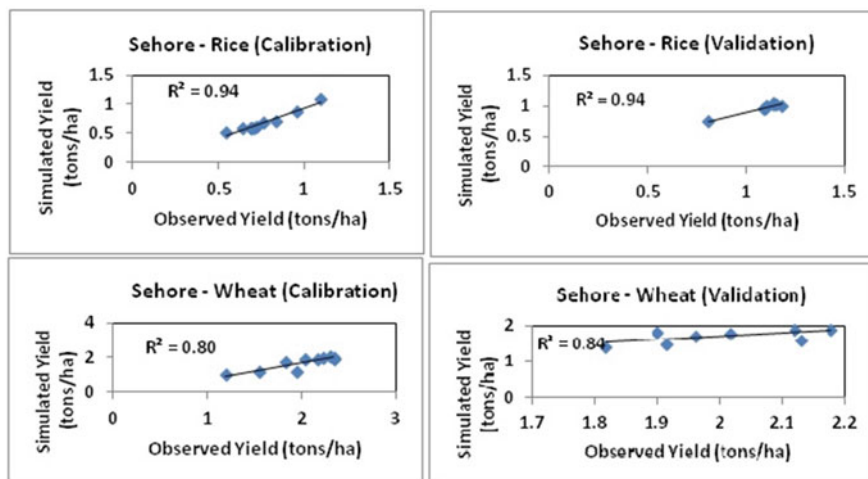 Sehore - Rice (Calibration)
Simulated Yield
(tons/ha)
1.5
1
0.5
0
R² = 0.94
0 0.5 1 1.5
Observed Yield (tons/ha)
Sehore - Rice (Validation)
Simulated Yield
(tons/ha)
1.5
1
0.5
0
R² = 0.94
0 0.5 1 1.5
Observed Yield (tons/ha)
Sehore - Wheat (Calibration)
Simulated Yield
(tons/ha)
4
2
0
R² = 0.80
0 1 2 3
Observed Yield (tons/ha)
Sehore - Wheat (Validation)
Simulated Yield
[tons/ha)
2
1
0
R² = 0.84
1.7 1.8 1.9 2 2.1 2.2
Observed Yield (tons/ha)